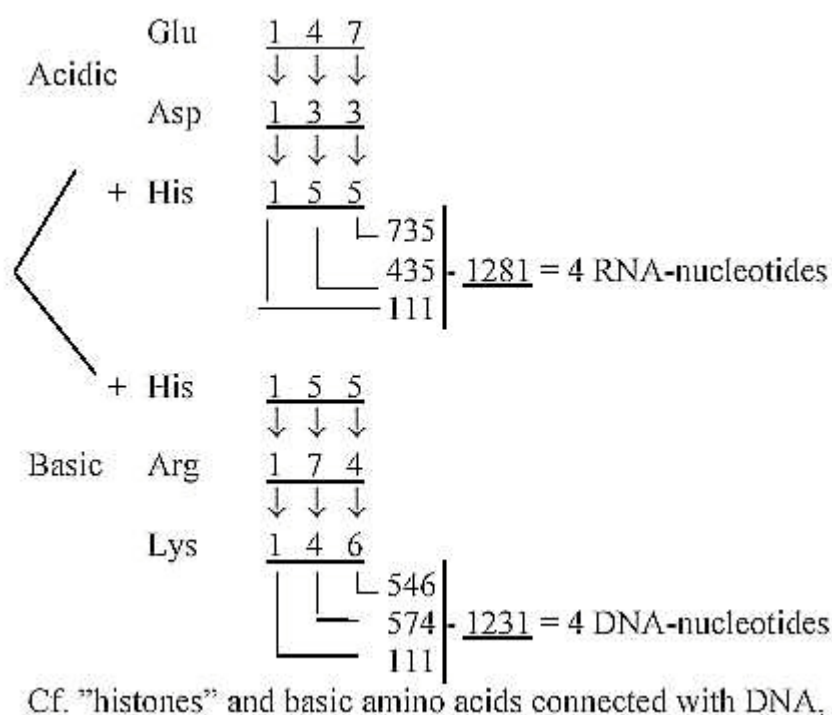 Glu 1 4 7
↓ ↓ ↓
Acidic
Asp 1 3 3
↓ ↓ ↓
+ His 1 5 5
735
435 - 1281 = 4 RNA-nucleotides
111
+ His 1 5 5
↓ ↓ ↓
Basic Arg 1 7 4
↓ ↓ ↓
Lys 1 4 6
546
574 - 1231 = 4 DNA-nucleotides
111
Cf. "histones" and basic amino acids connected with DNA,